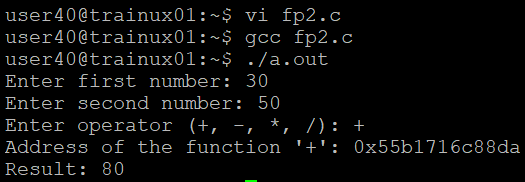 user40@trainux01:~$ vi fp2.c
user40@trainux01:~$ gcc fp2.c
user40@trainux01:~$ ./a.out
Enter first number: 30
Enter second number: 50
Enter operator (+, -, *, /): +
Address of the function '+': 0x55b1716c88da
Result: 80